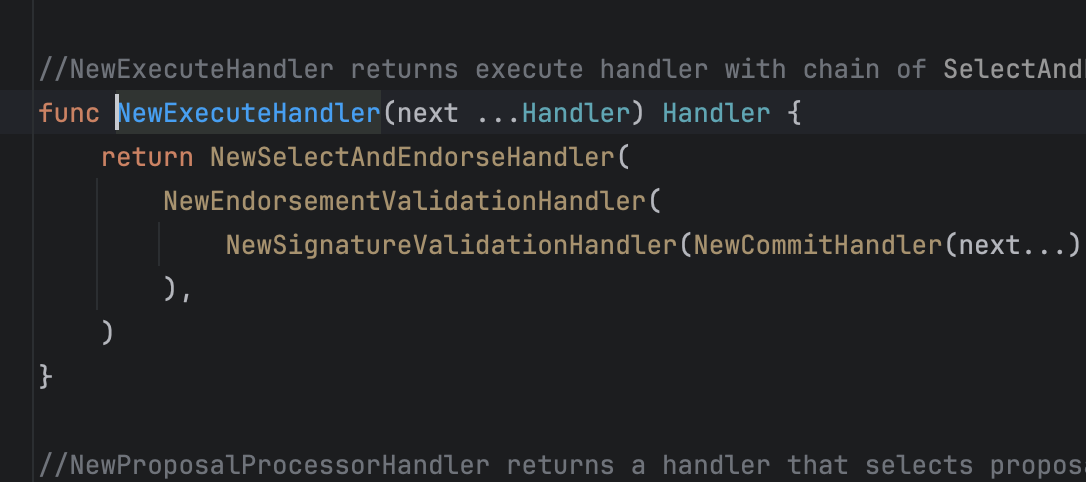 //NewExecuteHandler returns execute handler with chain of SelectAnd
func NewExecuteHandler(next ...Handler) Handler {
return NewSelectAndEndorseHandler(
NewEndorsementValidationHandler(
NewSignatureValidationHandler(NewCommitHandler(next...)
),
)
}
//NewProposalProcessorHandler returns a handler that selects propos